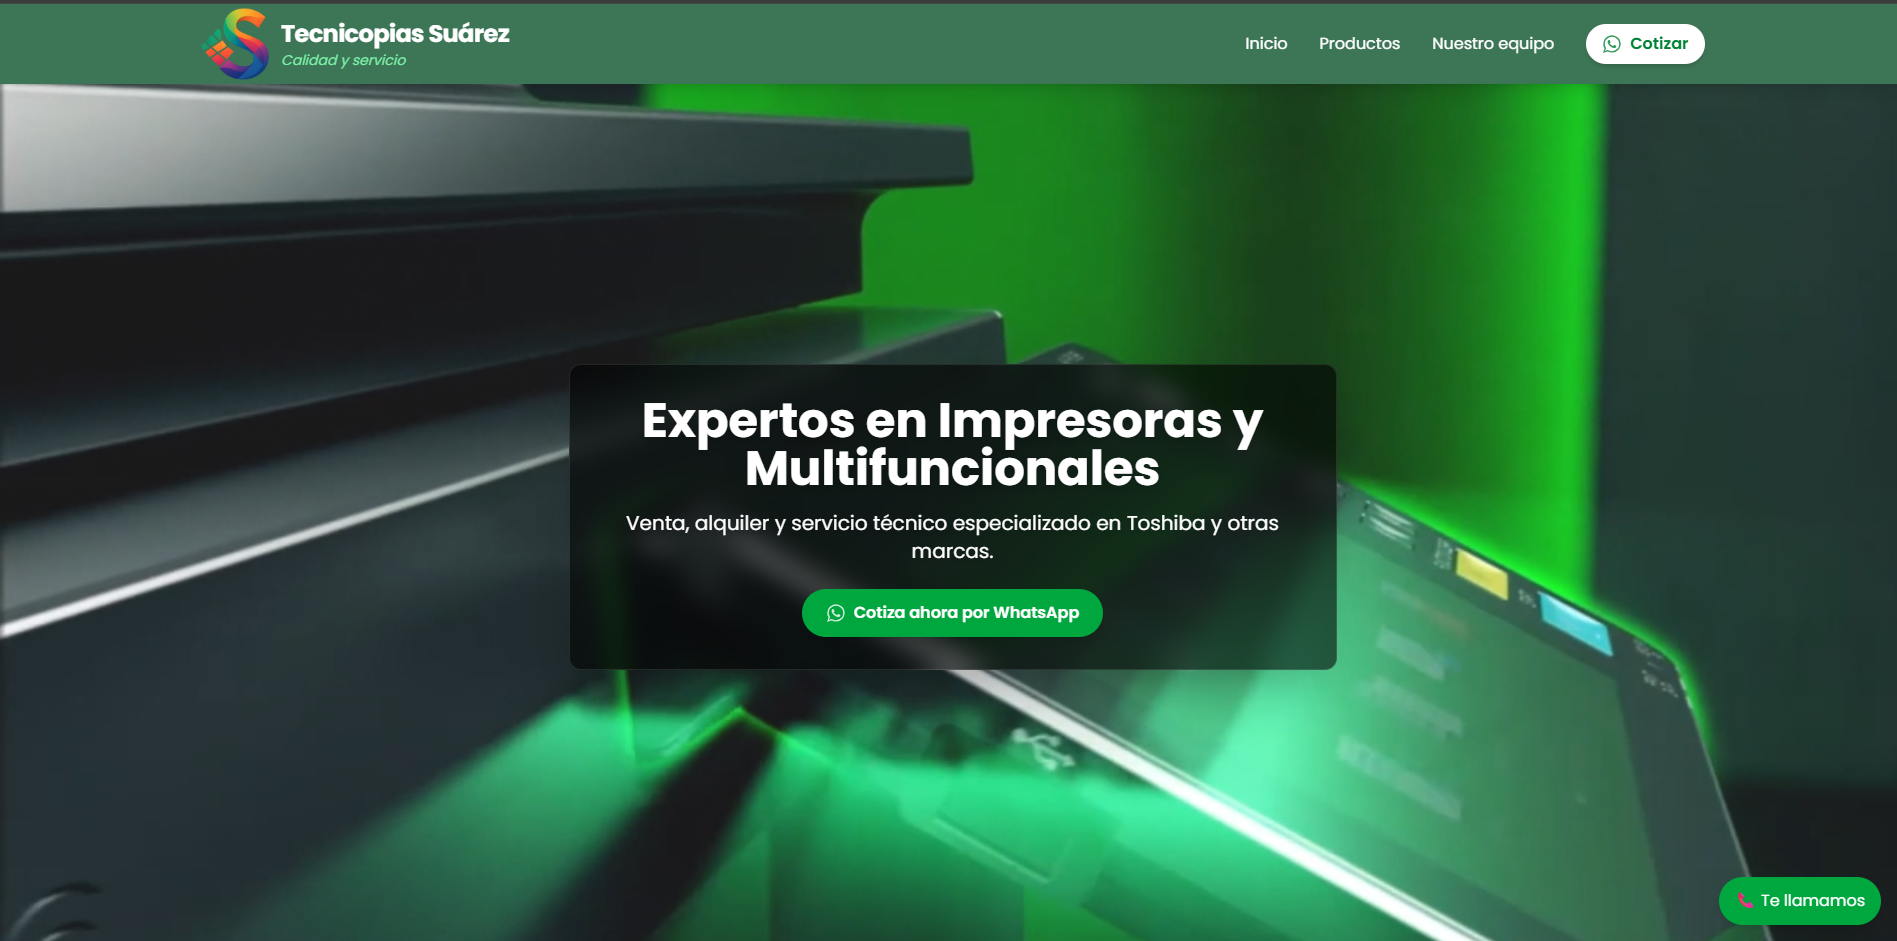 Tecnicopias Suárez
Calidad y servicio
Inicio
Productos
Nuestro equipo
Cotizar
Expertos en Impresoras y
Multifuncionales
Venta, alquiler y servicio técnico especializado en Toshiba y otras
marcas.
Cotiza ahora por WhatsApp
Te llamamos